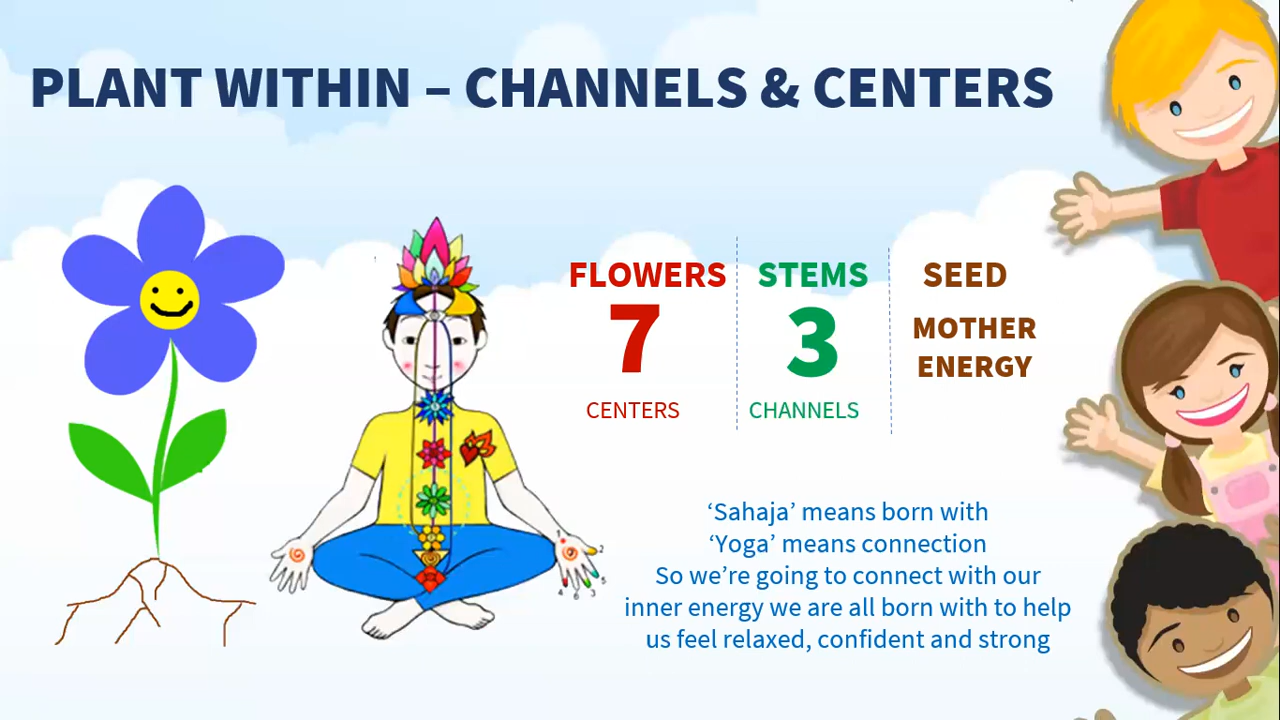 PLANT WITHIN – CHANNELS & CENTERS
FLOWERS
7
CENTERS
STEMS
3
CHANNELS
SEED
MOTHER
ENERGY
‘Sahaja’ means born with
‘Yoga’ means connection
So we’re going to connect with our
inner energy we are all born with to help
us feel relaxed, confident and strong